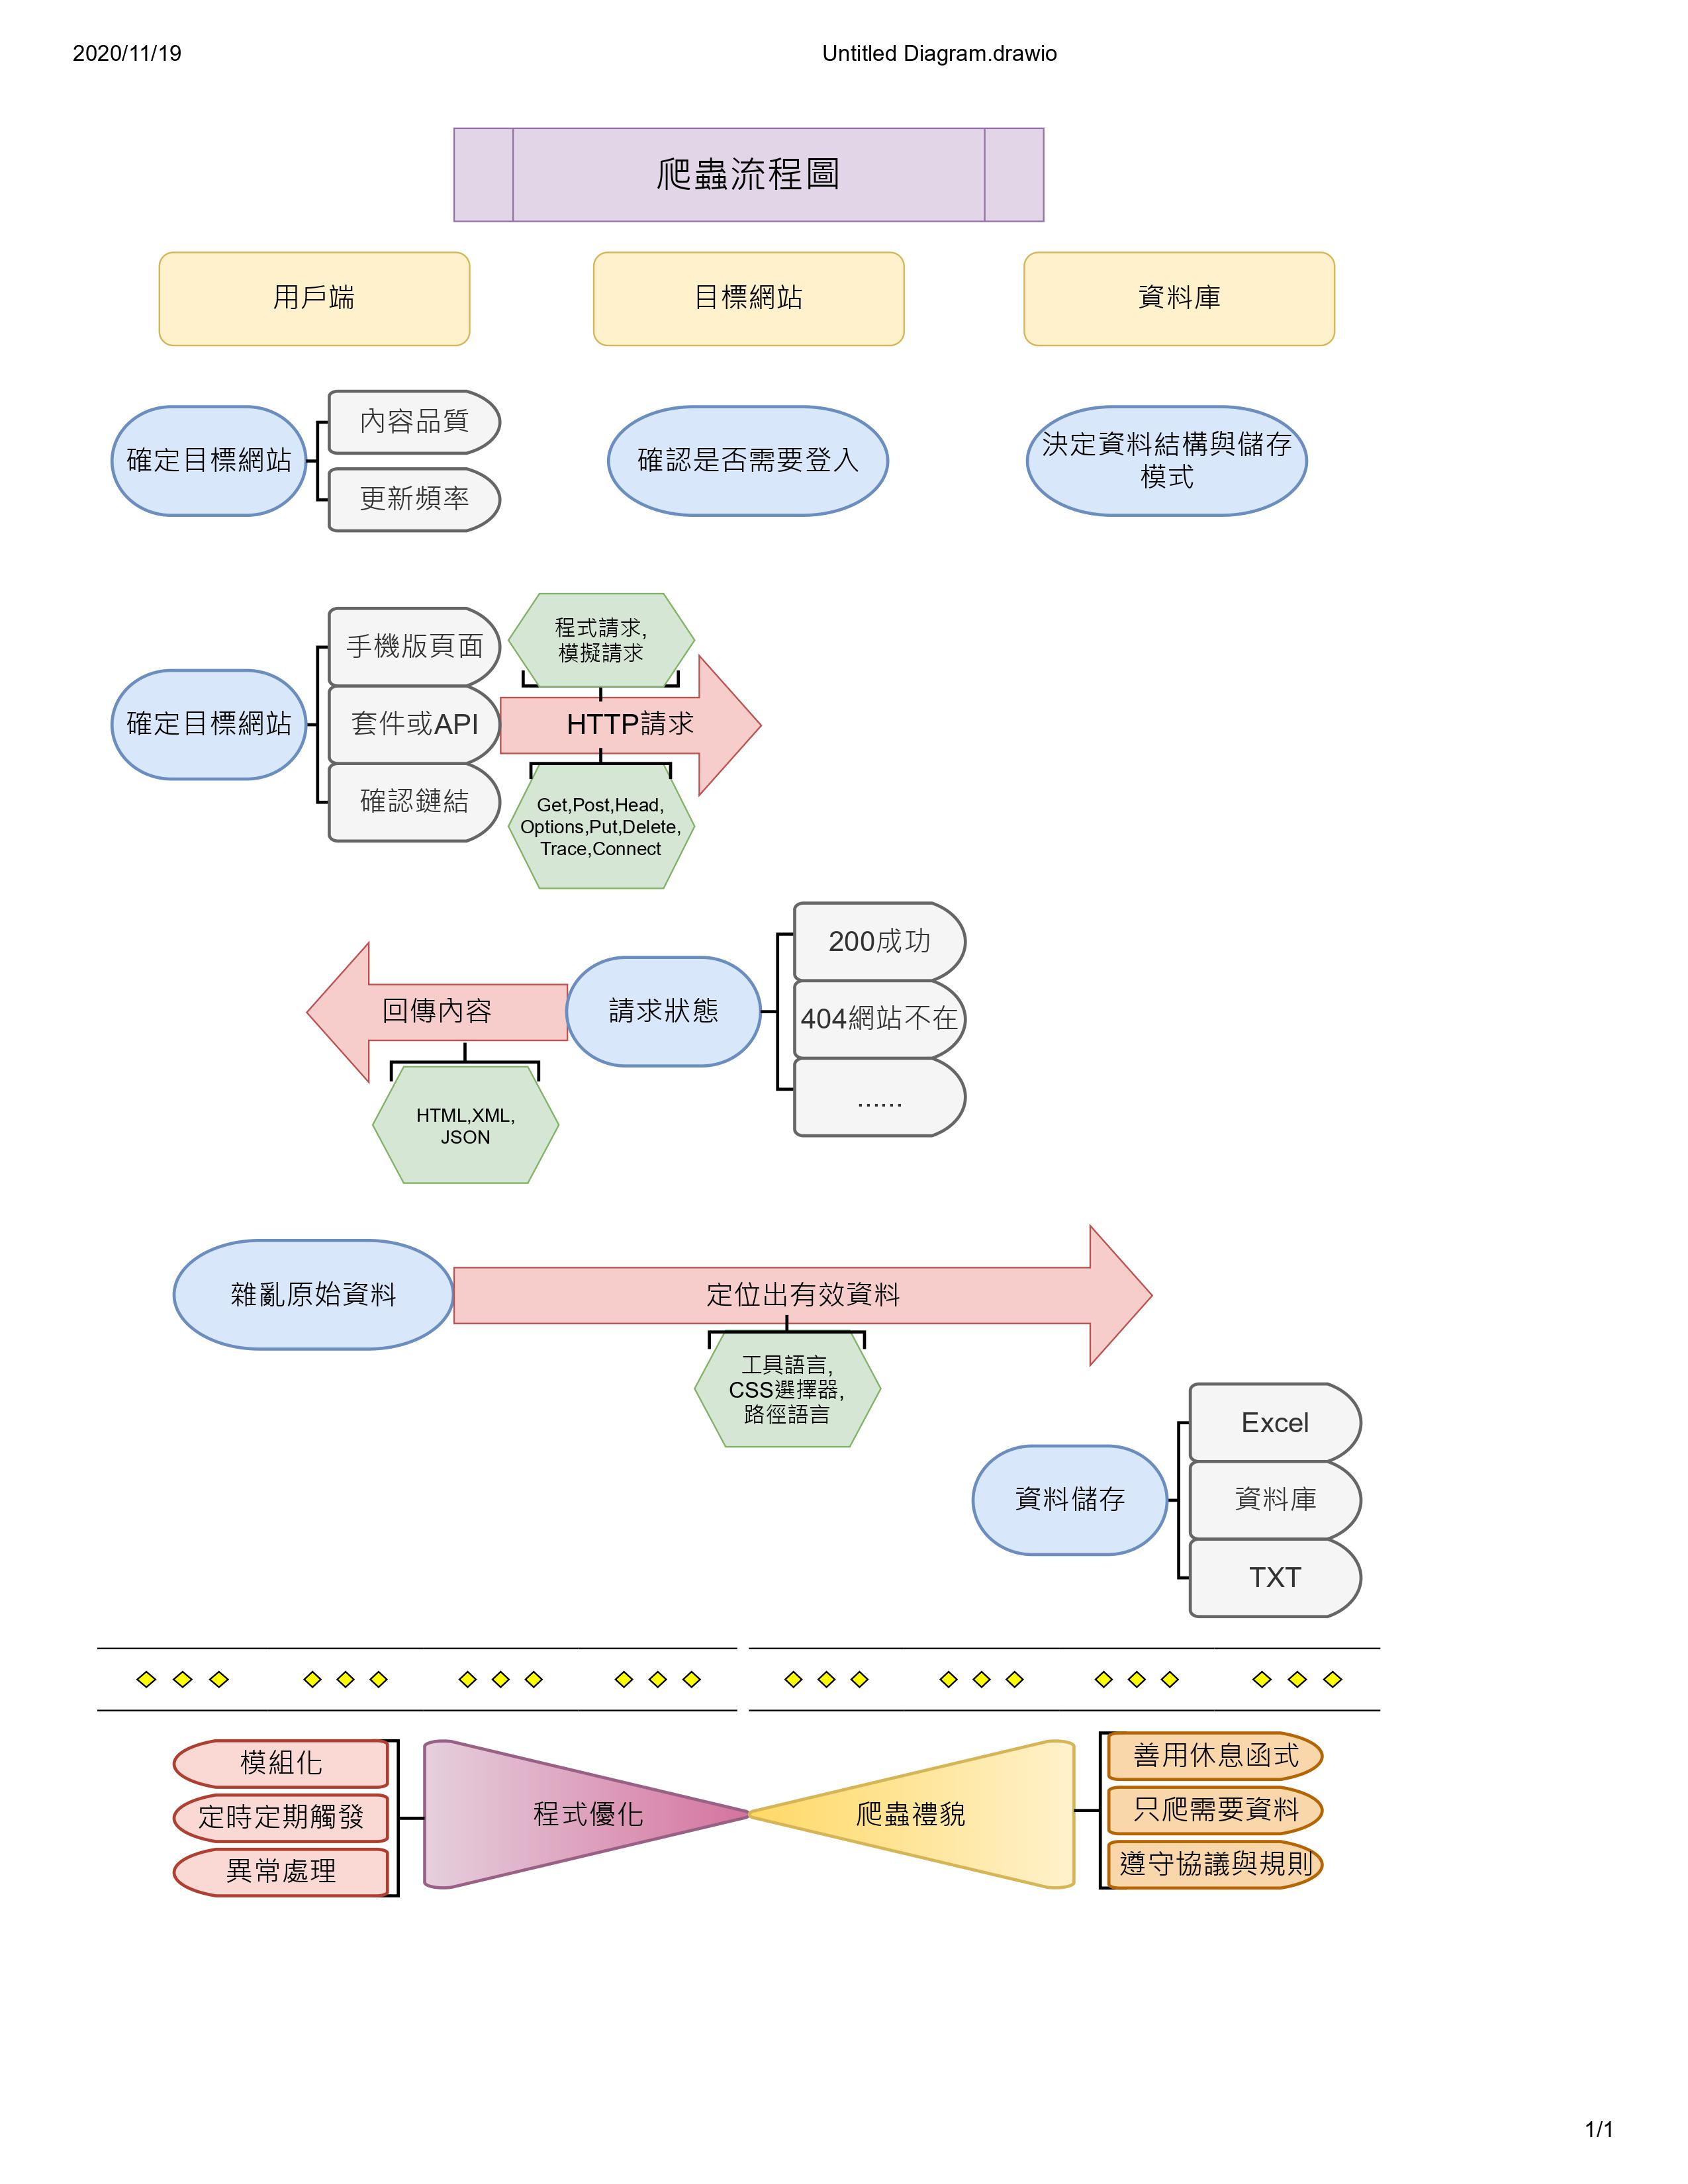 2020/11/19
Untitled Diagram.drawio
爬蟲流程圖
用戶端
目標網站
資料庫
確定目標網站
內容品質
更新頻率
確認是否需要登入
決定資料結構與儲存
模式
確定目標網站
手機版頁面
套件或API
確認鏈結
程式請求,
模擬請求
HTTP請求
Get,Post,Head,
Options,Put,Delete,
Trace,Connect
回傳內容
HTML,XML,
JSON
請求狀態
200成功
404網站不在
......
雜亂原始資料
定位出有效資料
工具語言,
CSS選擇器,
路徑語言
資料儲存
Excel
資料庫
TXT
模組化
定時定期觸發
異常處理
程式優化
爬蟲禮貌
善用休息函式
只爬需要資料
遵守協議與規則
1/1